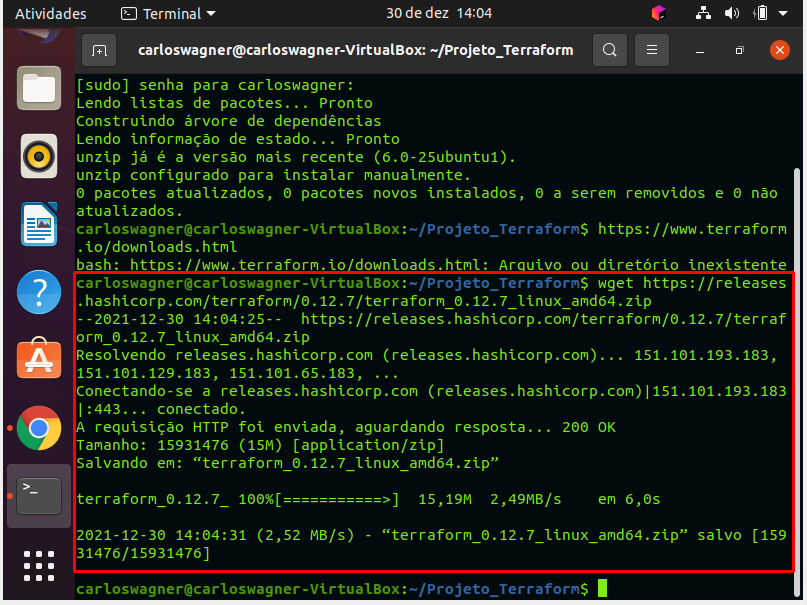 Atividades Terminal 30 de dez 14:04
carloswagner@carloswagner-VirtualBox: ~/Projeto_Terraform
[sudo] senha para carloswagner:
Lendo listas de pacotes... Pronto
Construindo árvore de dependências
Lendo informação de estado... Pronto
unzip já é a versão mais recente (6.0-25ubuntu1).
unzip configurado para instalar manualmente.
0 pacotes atualizados, 0 pacotes novos instalados, 0 a serem removidos e 0 não
atualizados.
carloswagner@carloswagner-VirtualBox:~/Projeto_Terraform$ https://www.terraform
.io/downloads.html
bash: https://www.terraform.io/downloads.html: Arquivo ou diretório inexistente
carloswagner@carloswagner-VirtualBox:~/Projeto_Terraform$ wget https://releases
.hashicorp.com/terraform/0.12.7/terraform_0.12.7_linux_amd64.zip
--2021-12-30 14:04:25--  https://releases.hashicorp.com/terraform/0.12.7/terraf
orm_0.12.7_linux_amd64.zip
Resolvendo releases.hashicorp.com (releases.hashicorp.com)... 151.101.193.183,
151.101.129.183, 151.101.65.183, ...
Conectando-se a releases.hashicorp.com (releases.hashicorp.com)|151.101.193.183
|:443... conectado.
A requisição HTTP foi enviada, aguardando resposta... 200 OK
Tamanho: 15931476 (15M) [application/zip]
Salvando em: “terraform_0.12.7_linux_amd64.zip”
terraform_0.12.7_ 100%[===========>]  15,19M  2,49MB/s    em 6,0s
2021-12-30 14:04:31 (2,52 MB/s) - “terraform_0.12.7_linux_amd64.zip” salvo [159
31476/15931476]
carloswagner@carloswagner-VirtualBox:~/Projeto_Terraform$